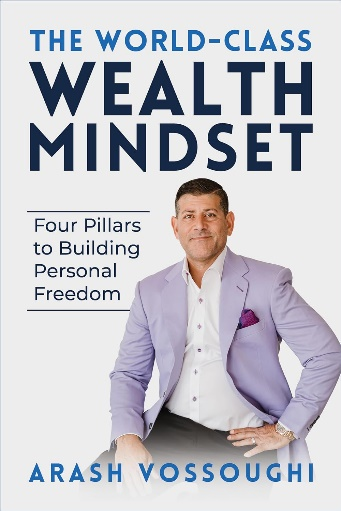 THE WORLD-CLASS
WEALTH
MINDSET
Four Pillars
to Building
Personal
Freedom
ARASH VOSSOUGHI